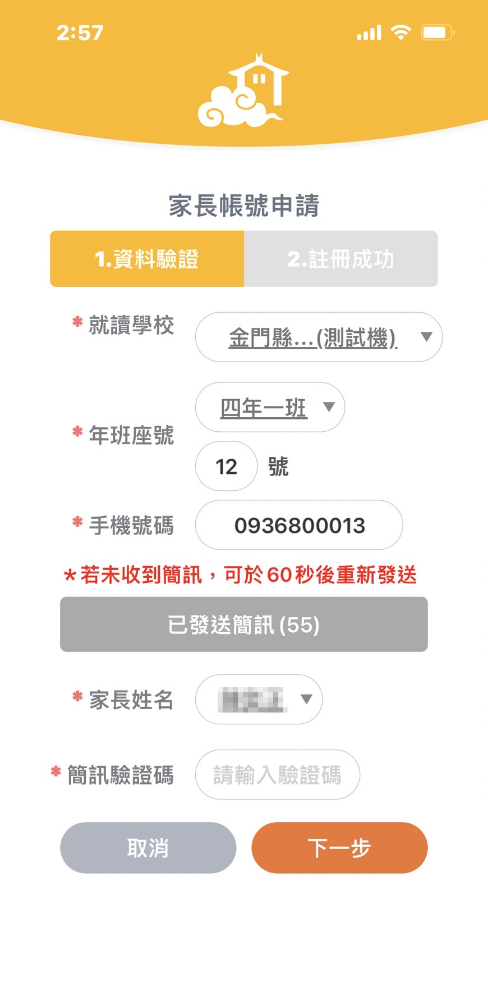 2:57
家長帳號申請
1.資料驗證
2.註冊成功
* 就讀學校
金門縣...(測試機) ▼
四年一班 ▼
* 年班座號
12 號
* 手機號碼
0936800013
*若未收到簡訊，可於60秒後重新發送
已發送簡訊(55)
* 家長姓名
▼
* 簡訊驗證碼
請輸入驗證碼
取消
下一步